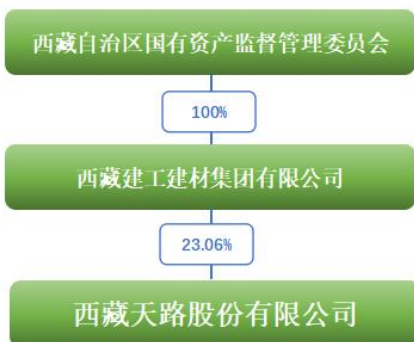 西藏自治区国有资产监督管理委员会
100%
西藏建工建材集团有限公司
23.06%
西藏天路股份有限公司